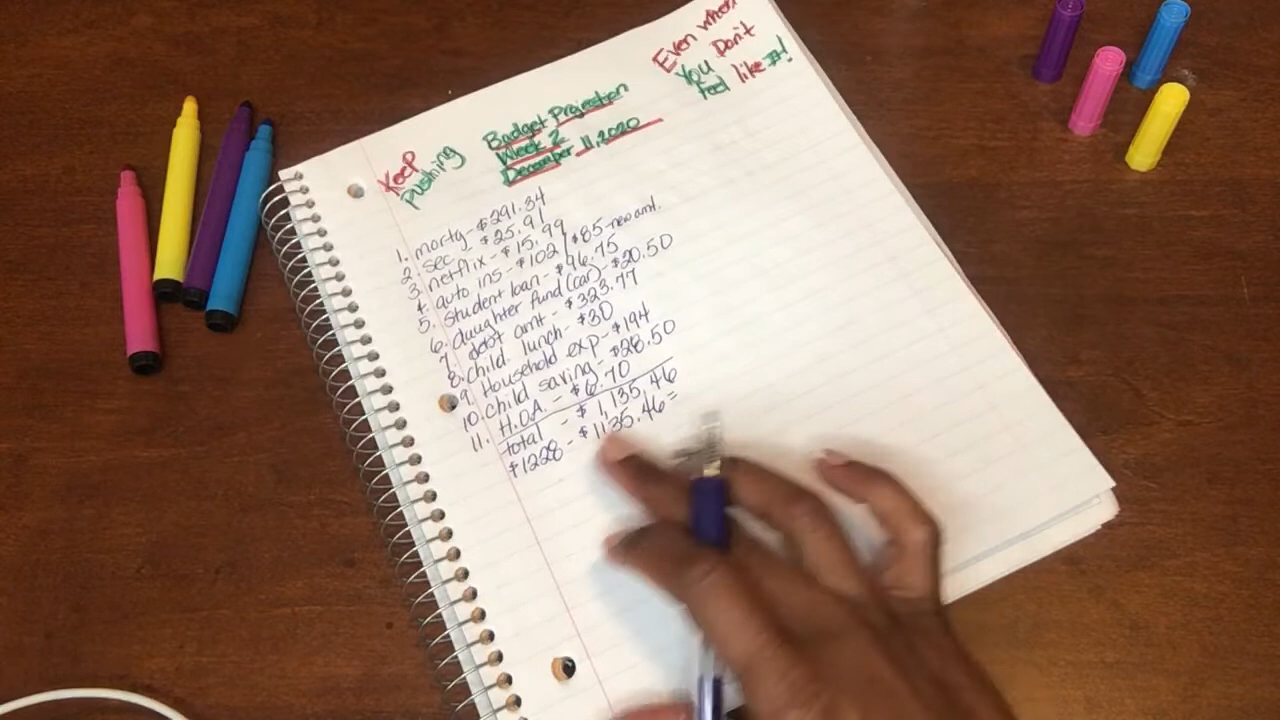 Keep
pushing
Budget Projection
Week 2
December 11, 2020
Even when
You Don't
feel like it!
1. mortg - $291.34
2. sec - $25.91
3. netflix - $15.99
4. auto ins - $102 / $85 - new amt.
5. student loan - $96.75
6. daughter fund (car) - $20.50
7. debt amt - $323.77
8. child. lunch - $30
9. Household exp - $194
10. child saving - $28.50
11. H.O.A. - $6.70
total - $1,135.46
$1228 - $1135.46 =